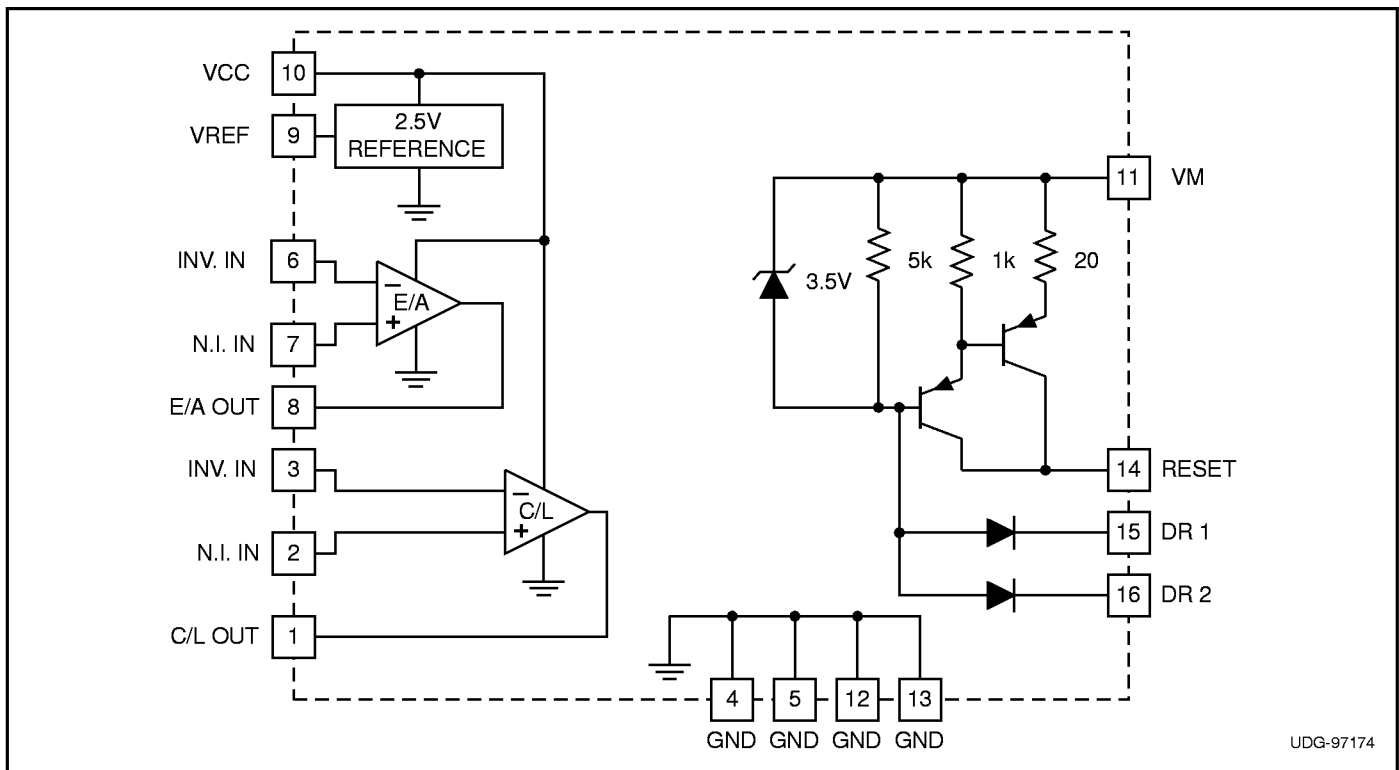 VCC 10
2.5V
REFERENCE
VREF 9
11 VM
INV. IN 6
5k 1k 20
3.5V
− E/A +
N.I. IN 7
E/A OUT 8
INV. IN 3
14 RESET
− C/L +
15 DR 1
N.I. IN 2
16 DR 2
C/L OUT 1
4 5 12 13
GND GND GND GND
UDG-97174